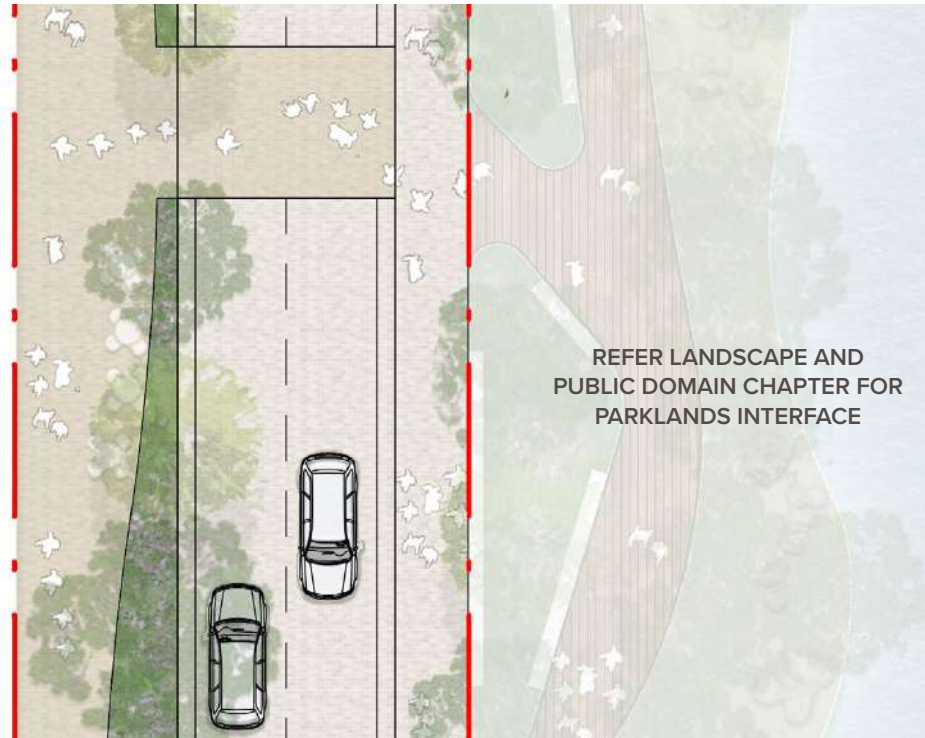 REFER LANDSCAPE AND
PUBLIC DOMAIN CHAPTER FOR
PARKLANDS INTERFACE